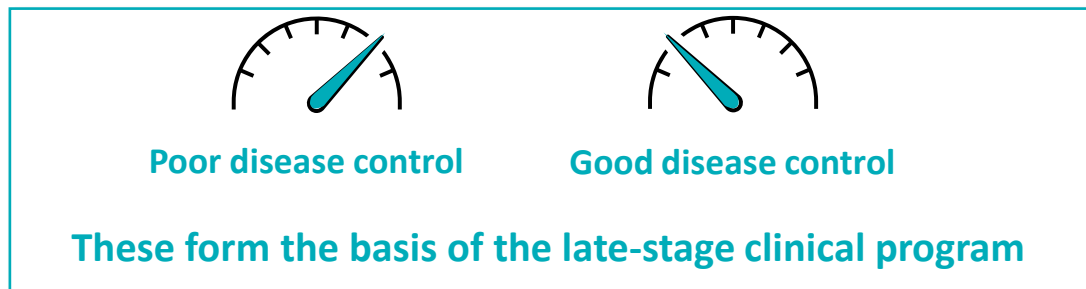 Poor disease control
Good disease control
These form the basis of the late-stage clinical program